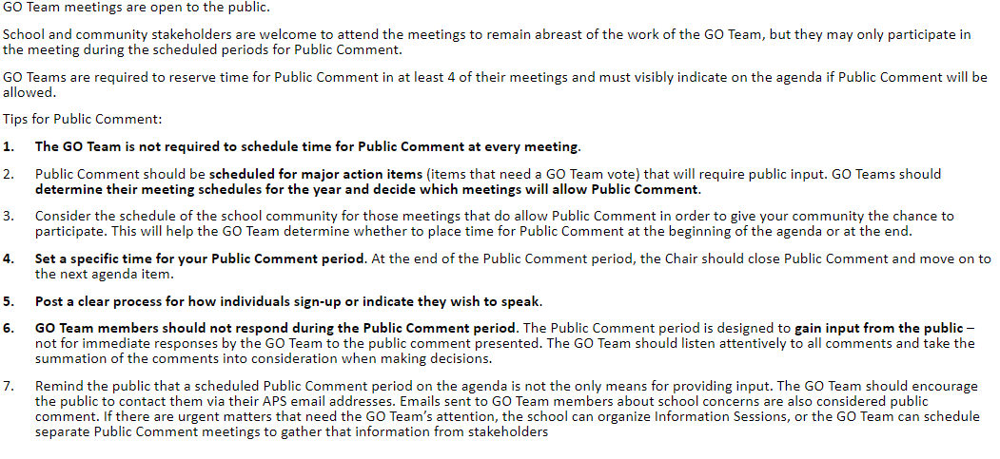 GO Team meetings are open to the public.
School and community stakeholders are welcome to attend the meetings to remain abreast of the work of the GO Team, but they may only participate in
the meeting during the scheduled periods for Public Comment.
GO Teams are required to reserve time for Public Comment in at least 4 of their meetings and must visibly indicate on the agenda if Public Comment will be
allowed.
Tips for Public Comment:
1. The GO Team is not required to schedule time for Public Comment at every meeting.
2. Public Comment should be scheduled for major action items (items that need a GO Team vote) that will require public input. GO Teams should
determine their meeting schedules for the year and decide which meetings will allow Public Comment.
3. Consider the schedule of the school community for those meetings that do allow Public Comment in order to give your community the chance to
participate. This will help the GO Team determine whether to place time for Public Comment at the beginning of the agenda or at the end.
4. Set a specific time for your Public Comment period. At the end of the Public Comment period, the Chair should close Public Comment and move on to
the next agenda item.
5. Post a clear process for how individuals sign-up or indicate they wish to speak.
6. GO Team members should not respond during the Public Comment period. The Public Comment period is designed to gain input from the public –
not for immediate responses by the GO Team to the public comment presented. The GO Team should listen attentively to all comments and take the
summation of the comments into consideration when making decisions.
7. Remind the public that a scheduled Public Comment period on the agenda is not the only means for providing input. The GO Team should encourage
the public to contact them via their APS email addresses. Emails sent to GO Team members about school concerns are also considered public
comment. If there are urgent matters that need the GO Team’s attention, the school can organize Information Sessions, or the GO Team can schedule
separate Public Comment meetings to gather that information from stakeholders